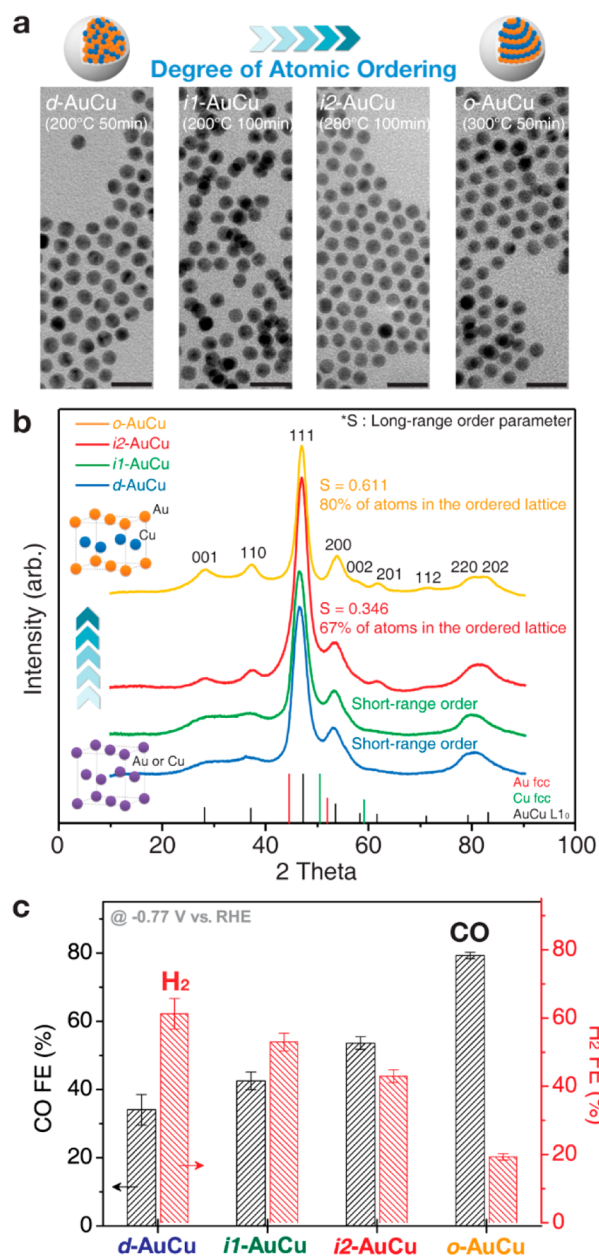 a
Degree of Atomic Ordering
d-AuCu
(200°C 50min)
i1-AuCu
(200°C 100min)
i2-AuCu
(280°C 100min)
o-AuCu
(300°C 50min)
b
o-AuCu
i2-AuCu
i1-AuCu
d-AuCu
*S : Long-range order parameter
111
S = 0.611
80% of atoms in the ordered lattice
Au
Cu
001
110
200
002
201
112
220
202
S = 0.346
67% of atoms in the ordered lattice
Short-range order
Short-range order
Au or Cu
Au fcc
Cu fcc
AuCu L1₀
Intensity (arb.)
0 20 40 60 80 100
2 Theta
c
@ -0.77 V vs. RHE
CO
H₂
CO FE (%)
80
60
40
20
0
H₂ FE (%)
80
60
40
20
0
d-AuCu i1-AuCu i2-AuCu o-AuCu